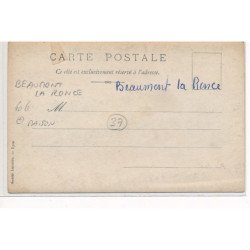 CARTE POSTALE
Ce côté est exclusivement réservé à l'adresse.
BEAUMONT
LA RONCE
Beaumont la Ronce
M
37